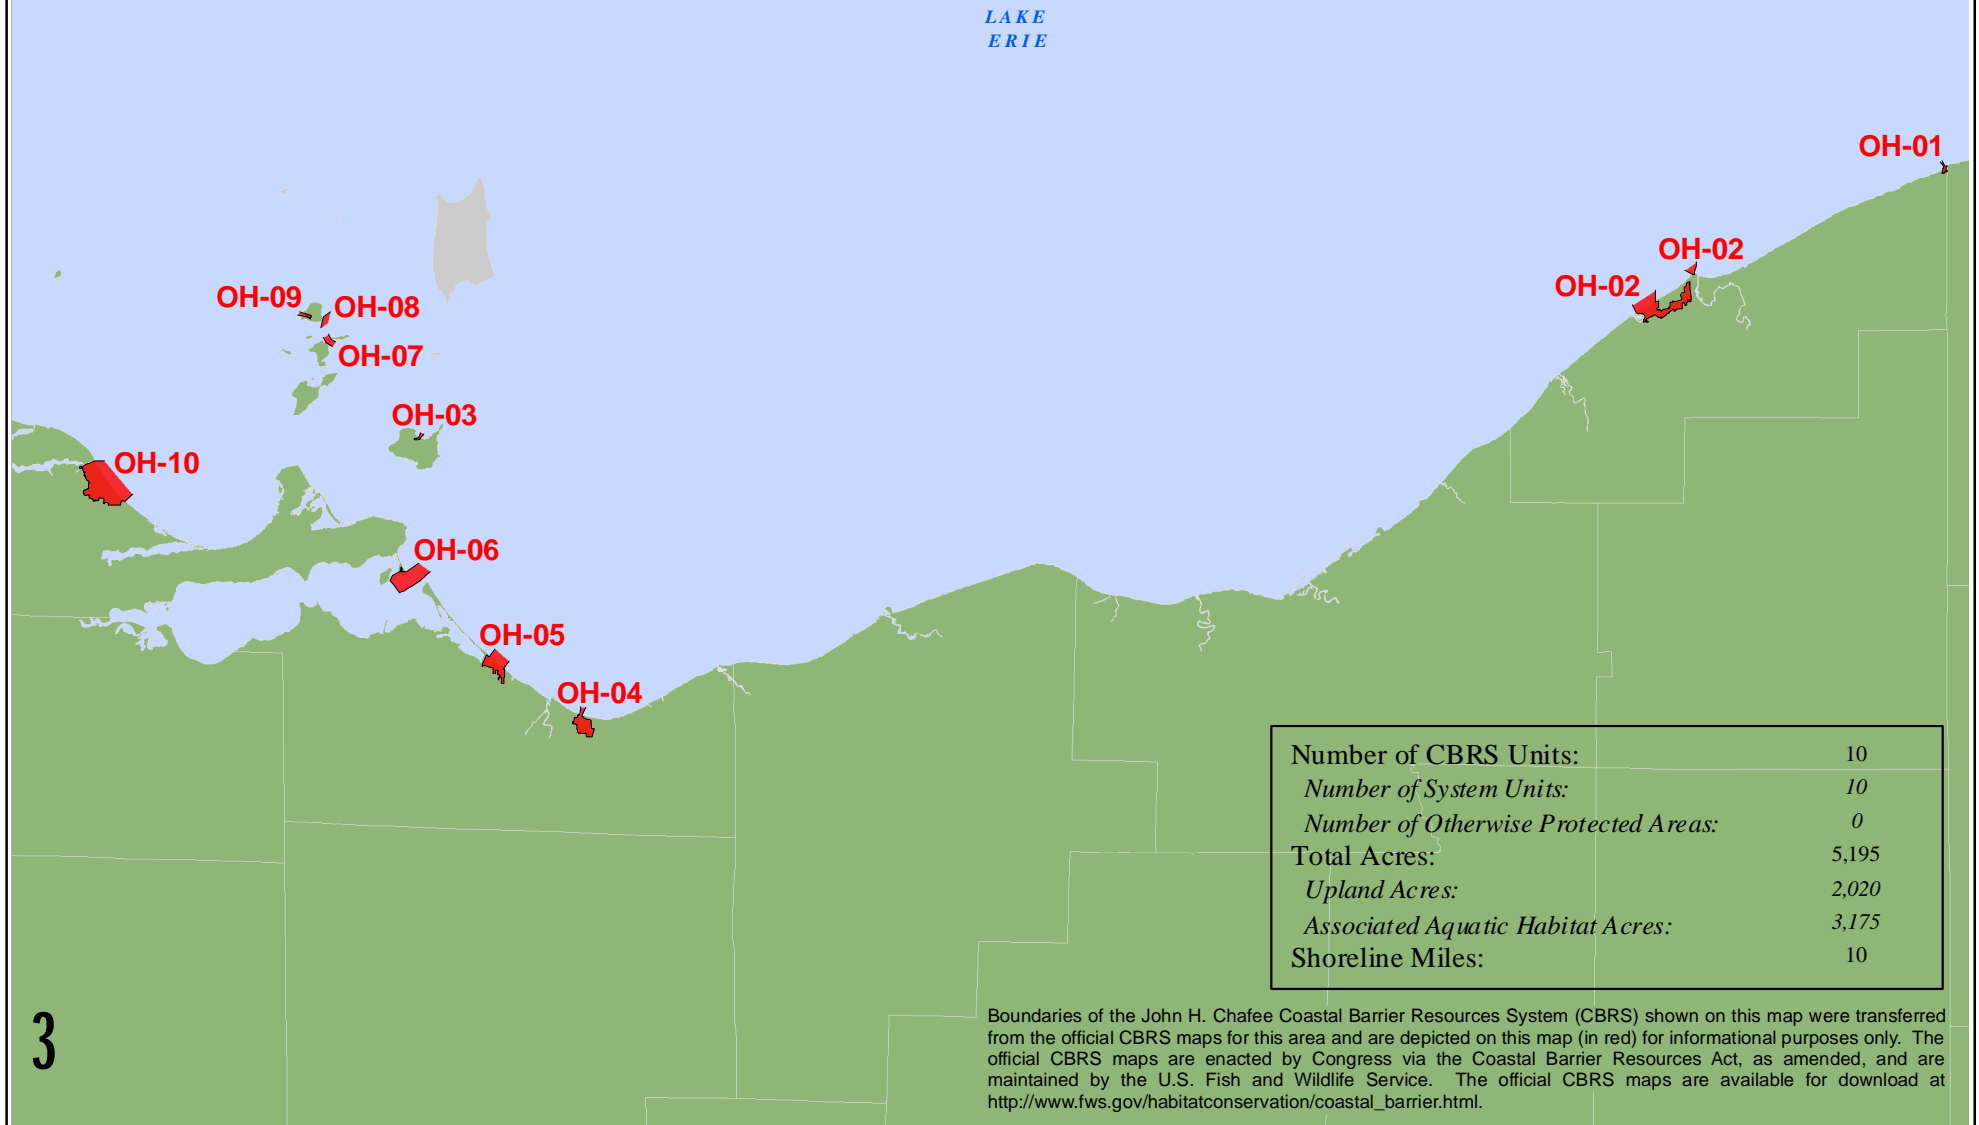 LAKE
ERIE
OH-01
OH-02
OH-02
OH-09
OH-08
OH-07
OH-03
OH-10
OH-06
OH-05
OH-04
Number of CBRS Units: 10
Number of System Units: 10
Number of Otherwise Protected Areas: 0
Total Acres: 5,195
Upland Acres: 2,020
Associated Aquatic Habitat Acres: 3,175
Shoreline Miles: 10
3
Boundaries of the John H. Chafee Coastal Barrier Resources System (CBRS) shown on this map were transferred
from the official CBRS maps for this area and are depicted on this map (in red) for informational purposes only. The
official CBRS maps are enacted by Congress via the Coastal Barrier Resources Act, as amended, and are
maintained by the U.S. Fish and Wildlife Service. The official CBRS maps are available for download at
http://www.fws.gov/habitatconservation/coastal_barrier.html.